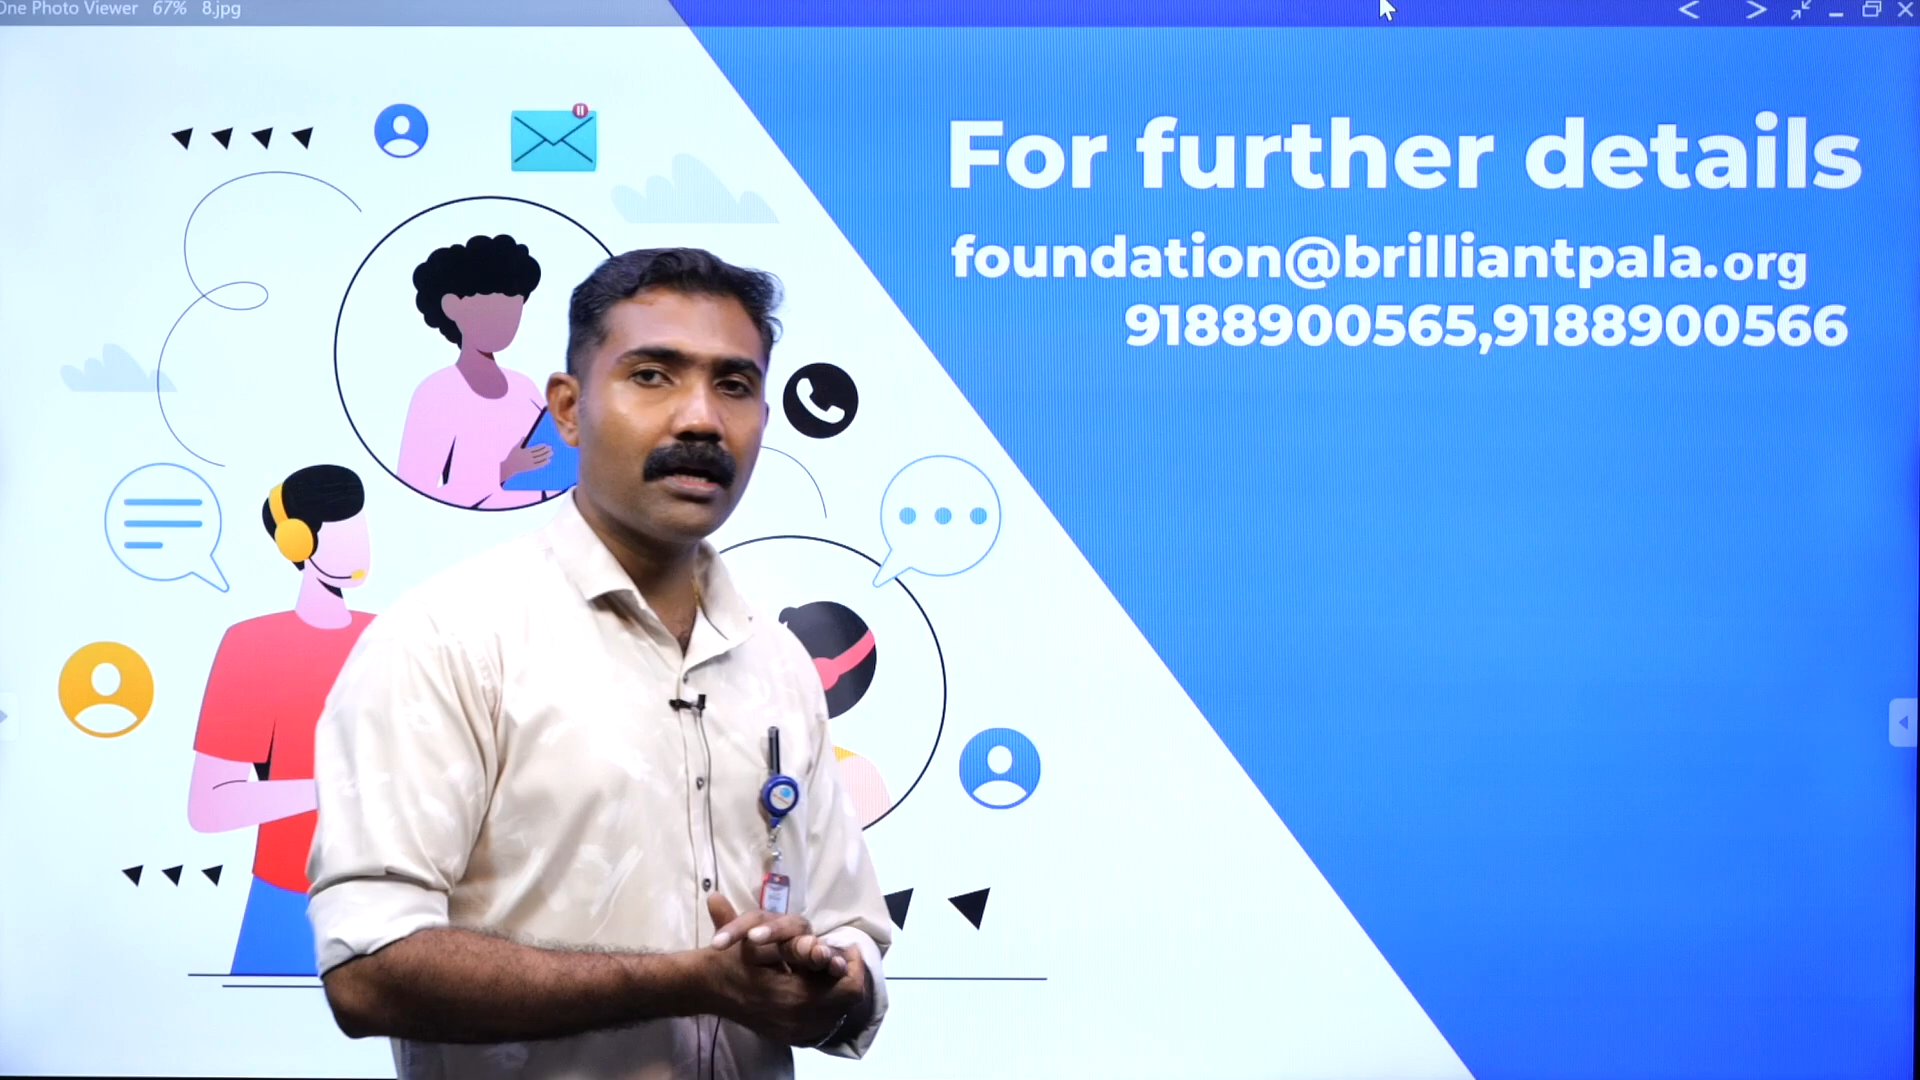 One Photo Viewer 67% 8.jpg
For further details
foundation@brilliantpala.org
9188900565,9188900566